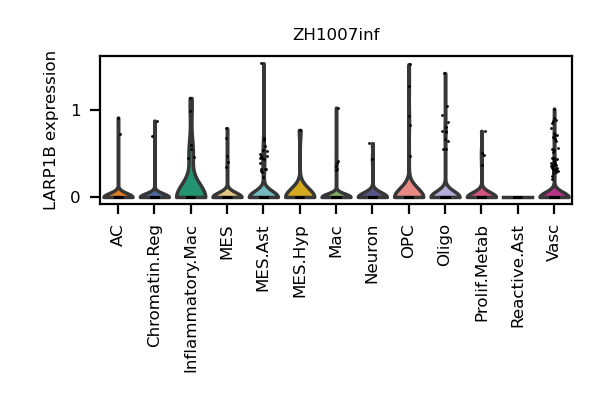 ZH1007inf
LARP1B expression
1
0
AC
Chromatin.Reg
Inflammatory.Mac
MES
MES.Ast
MES.Hyp
Mac
Neuron
OPC
Oligo
Prolif.Metab
Reactive.Ast
Vasc